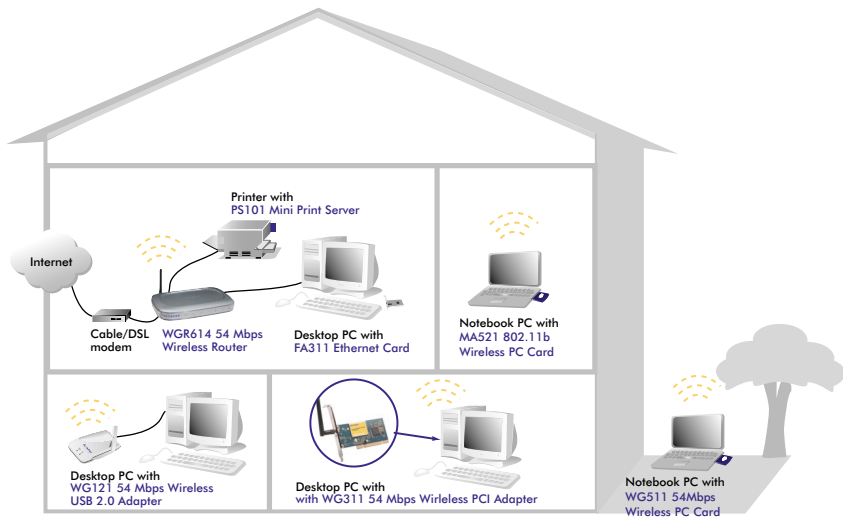 Printer with
PS101 Mini Print Server
Internet
Cable/DSL
modem
WGR614 54 Mbps
Wireless Router
Desktop PC with
FA311 Ethernet Card
Notebook PC with
MA521 802.11b
Wireless PC Card
Desktop PC with
WG121 54 Mbps Wireless
USB 2.0 Adapter
Desktop PC with
with WG311 54 Mbps Wirleless PCI Adapter
Notebook PC with
WG511 54Mbps
Wireless PC Card